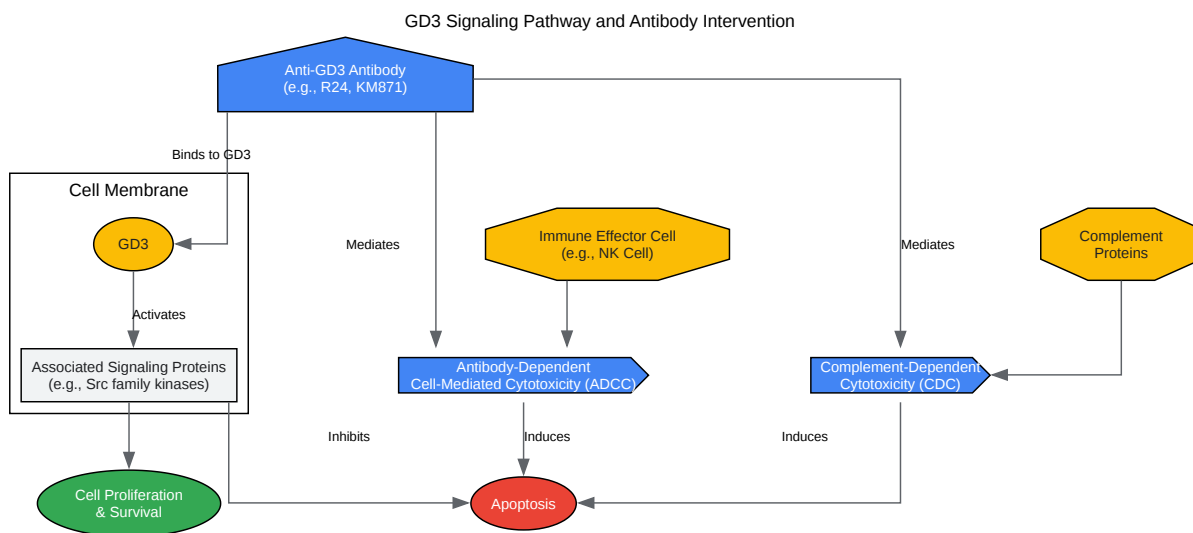 GD3 Signaling Pathway and Antibody Intervention
Anti-GD3 Antibody
(e.g., R24, KM871)
Binds to GD3
Cell Membrane
GD3
Mediates
Immune Effector Cell
(e.g., NK Cell)
Mediates
Complement
Proteins
Activates
Associated Signaling Proteins
(e.g., Src family kinases)
Antibody-Dependent
Cell-Mediated Cytotoxicity (ADCC)
Complement-Dependent
Cytotoxicity (CDC)
Inhibits
Induces
Induces
Cell Proliferation
& Survival
Apoptosis